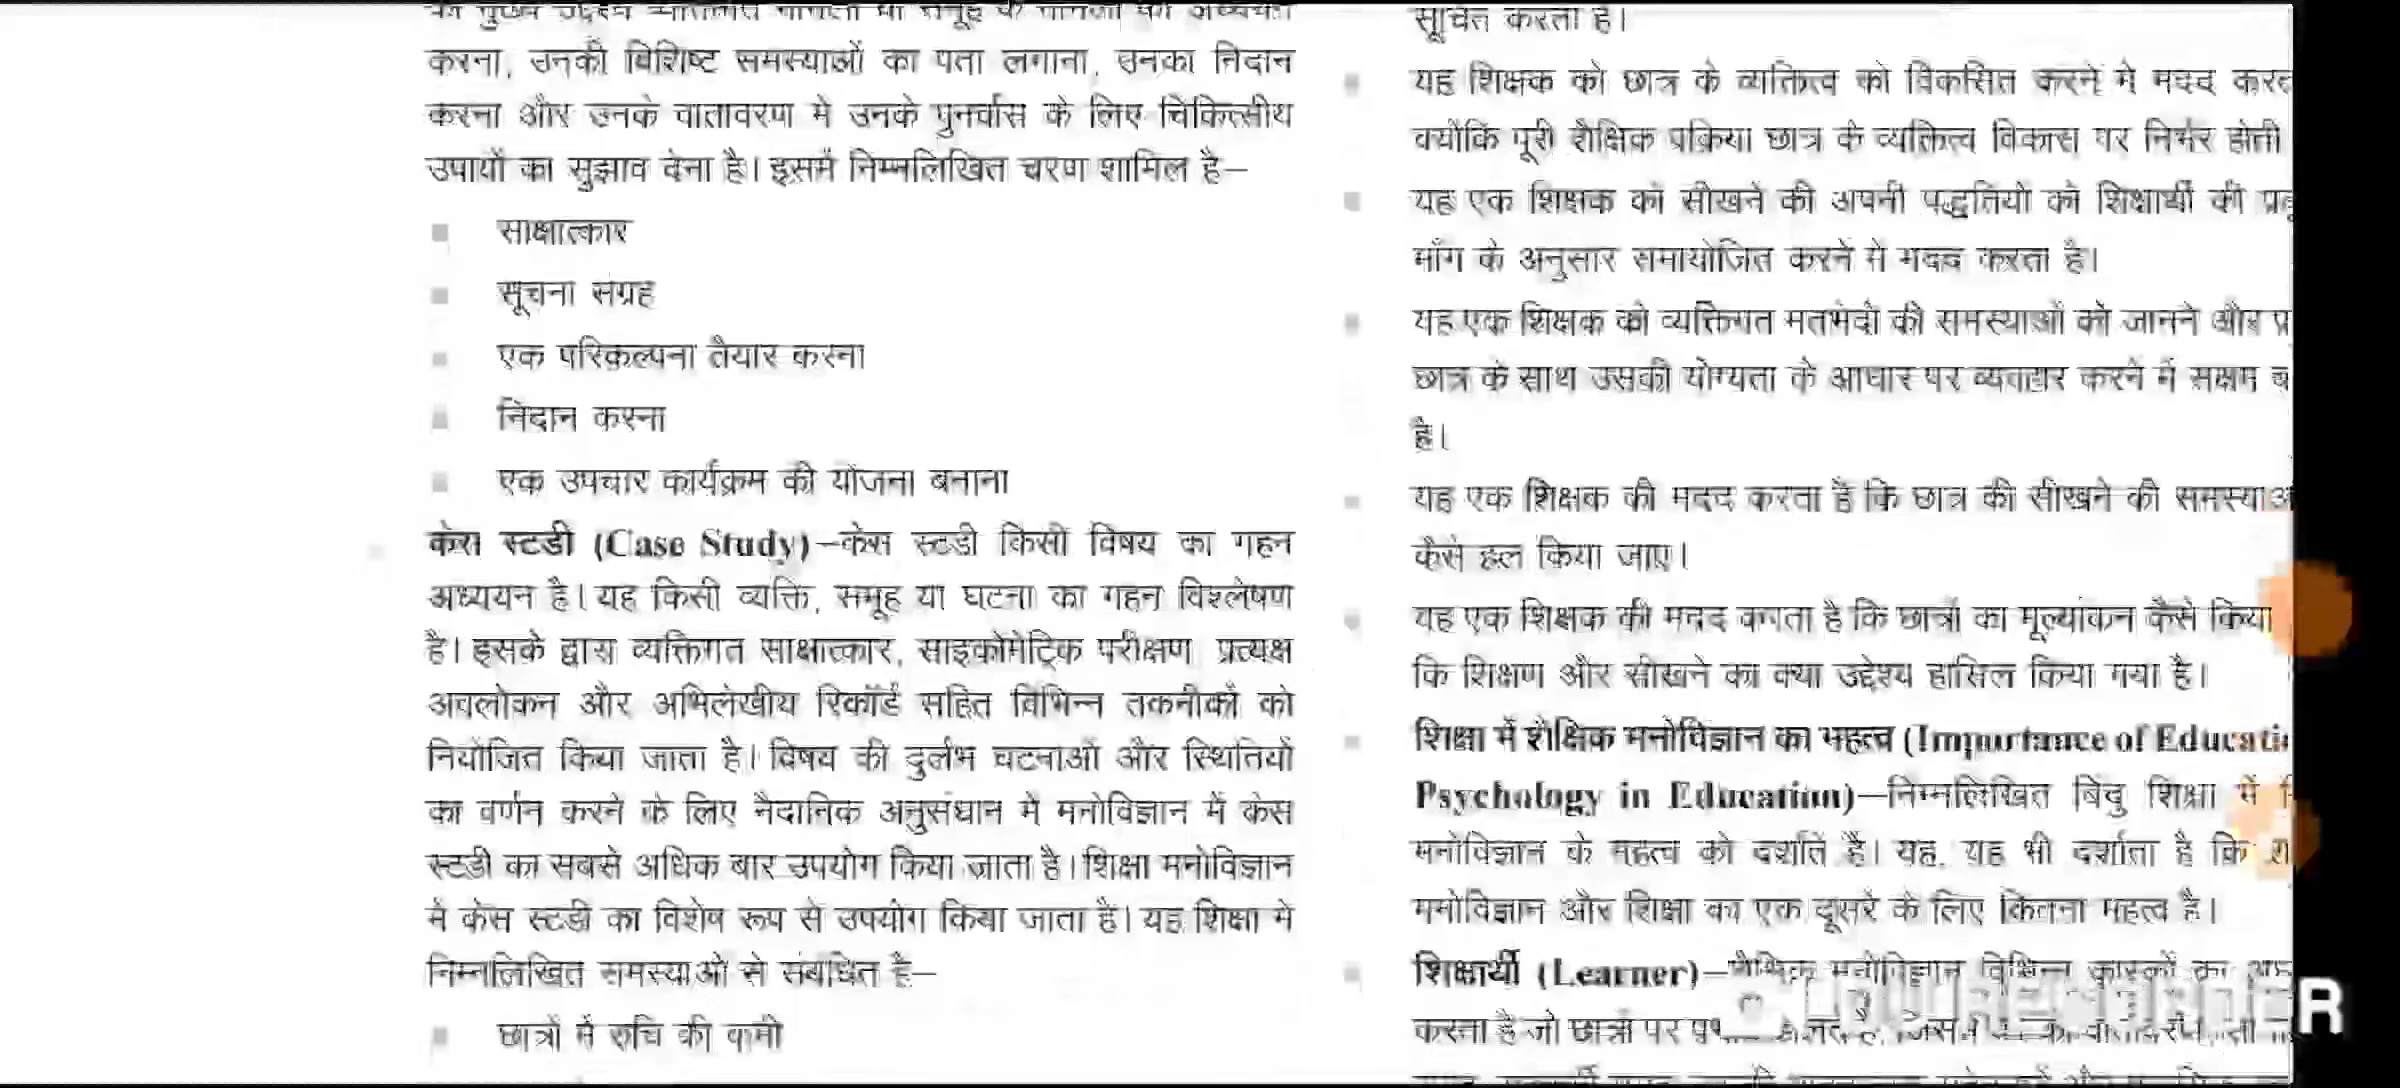 करना, उनकी विशिष्ट समस्याओं का पता लगाना, उनका निदान
करना और उनके वातावरण में उनके पुनर्वास के लिए चिकित्सीय
उपायों का सुझाव देना है। इसमें निम्नलिखित चरण शामिल है–
साक्षात्कार
सूचना संग्रह
एक परिकल्पना तैयार करना
निदान करना
एक उपचार कार्यक्रम की योजना बनाना
केस स्टडी (Case Study)–केस स्टडी किसी विषय का गहन
अध्ययन है। यह किसी व्यक्ति, समूह या घटना का गहन विश्लेषण
है। इसके द्वारा व्यक्तिगत साक्षात्कार, साइकोमेट्रिक परीक्षण, प्रत्यक्ष
अवलोकन और अभिलेखीय रिकॉर्ड सहित विभिन्न तकनीकों को
नियोजित किया जाता है। विषय की दुर्लभ घटनाओं और स्थितियों
का वर्णन करने के लिए नैदानिक अनुसंधान में मनोविज्ञान में केस
स्टडी का सबसे अधिक बार उपयोग किया जाता है। शिक्षा मनोविज्ञान
में केस स्टडी का विशेष रूप से उपयोग किया जाता है। यह शिक्षा में
निम्नलिखित समस्याओं से संबंधित है–
छात्रों में रुचि की कमी
सूचित करता है।
यह शिक्षक को छात्र के व्यक्तित्व को विकसित करने में मदद
क्योंकि पूरी शैक्षिक प्रक्रिया छात्र के व्यक्तित्व विकास पर निर्भर होती
यह एक शिक्षक को सीखने की अपनी पद्धतियों को शिक्षार्थी की
माँग के अनुसार समायोजित करने में मदद करता है।
यह एक शिक्षक को व्यक्तिगत मतभेदों की समस्याओं को जानने और
छात्र के साथ उसकी योग्यता के आधार पर व्यवहार करने में सक्षम
है।
यह एक शिक्षक की मदद करता है कि छात्र की सीखने की
कैसे हल किया जाए।
यह एक शिक्षक की मदद करता है कि छात्रों का मूल्यांकन कैसे किया
कि शिक्षण और सीखने का क्या उद्देश्य हासिल किया गया है।
शिक्षा में शैक्षिक मनोविज्ञान का महत्व (Importance of
Psychology in Education)–निम्नलिखित बिंदु शिक्षा में
मनोविज्ञान के महत्व को दर्शाते है। यह, यह भी दर्शाता है कि
मनोविज्ञान और शिक्षा का एक दूसरे के लिए कितना महत्व है।
शिक्षार्थी (Learner)–शैक्षिक मनोविज्ञान विभिन्न कारकों का
करता है जो छात्रों पर